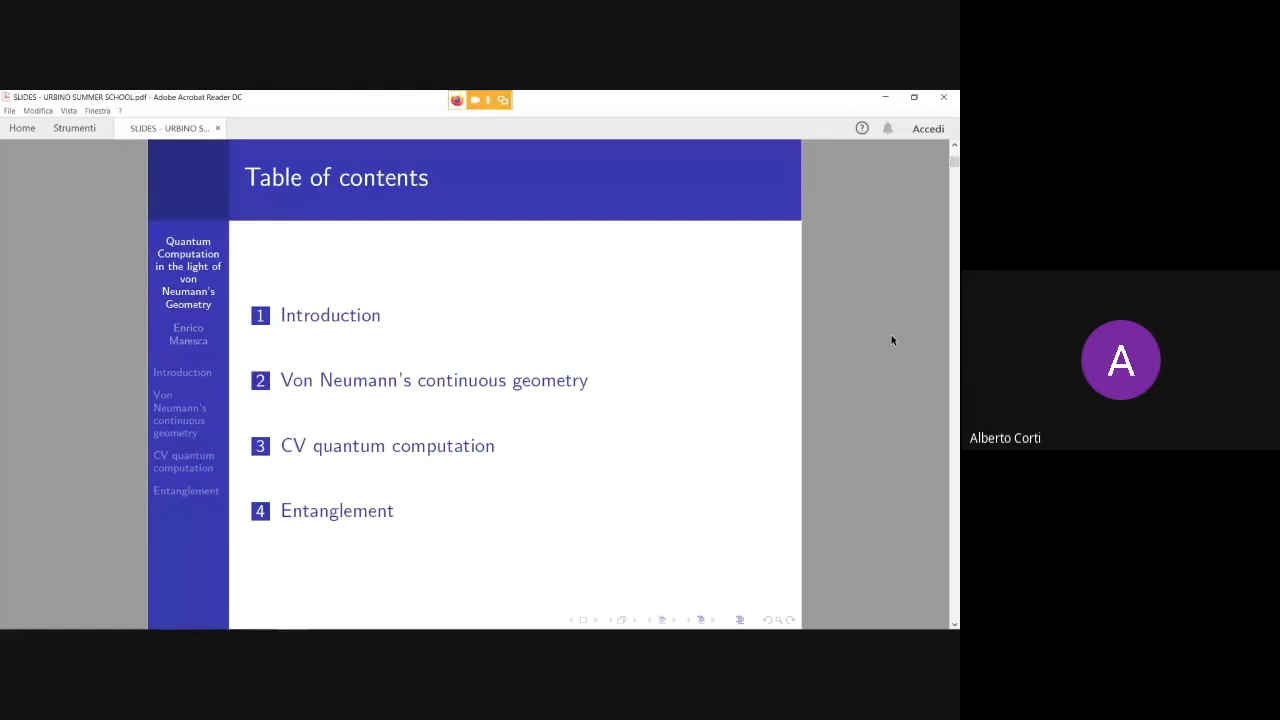 SLIDES - URBINO SUMMER SCHOOL.pdf - Adobe Acrobat Reader DC
File Modifica Vista Finestra ?
Home Strumenti SLIDES - URBINO S... × Accedi
Table of contents
Quantum
Computation
in the light of
von
Neumann's
Geometry
Enrico
Maresca
Introduction
Von
Neumann's
continuous
geometry
CV quantum
computation
Entanglement
1 Introduction
2 Von Neumann's continuous geometry
3 CV quantum computation
4 Entanglement
A
Alberto Corti